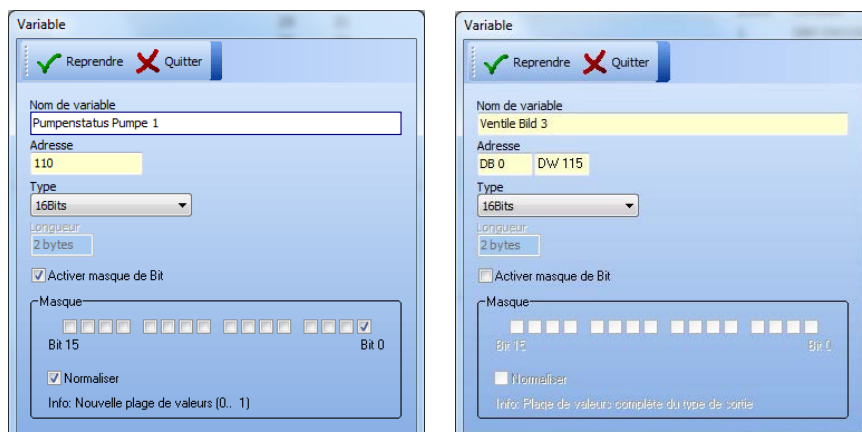 Variable
Reprendre Quitter
Nom de variable
Pumpenstatus Pumpe 1
Adresse
110
Type
16Bits
Longueur
2 bytes
Activer masque de Bit
Masque
Bit 15 Bit 0
Normaliser
Info: Nouvelle plage de valeurs (0.. 1)
Variable
Reprendre Quitter
Nom de variable
Ventile Bild 3
Adresse
DB 0 DW 115
Type
16Bits
Longueur
2 bytes
Activer masque de Bit
Masque
Bit 15 Bit 0
Normaliser
Info: Plage de valeurs complète du type de sortie